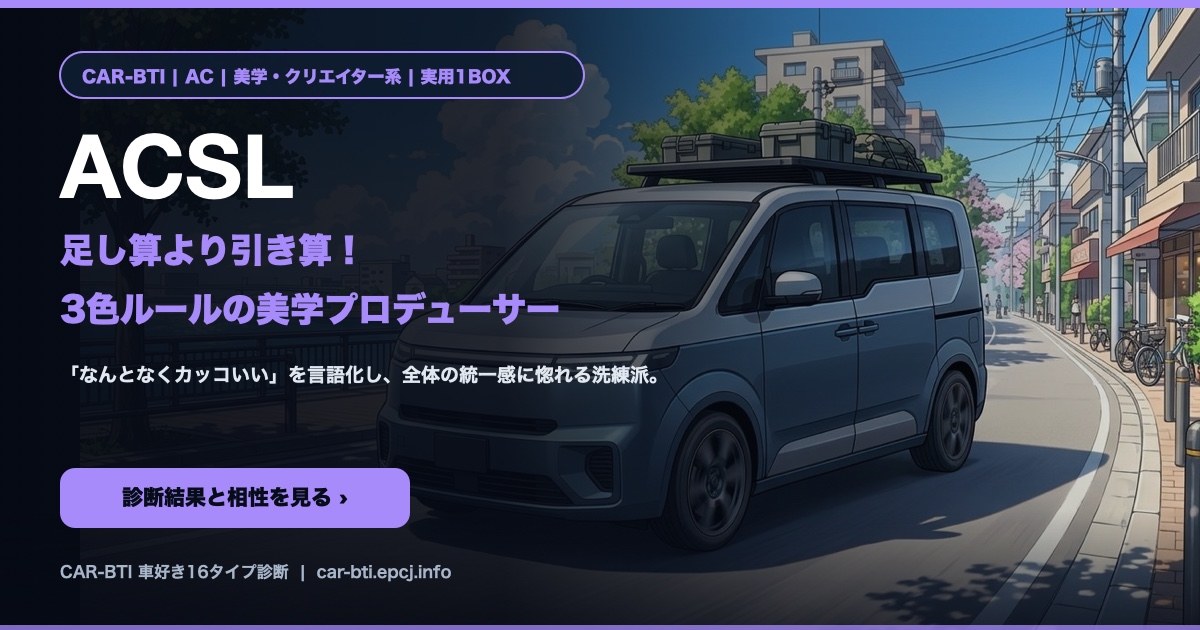 CAR-BTI | AC | 美学・クリエイター系 | 実用1BOX
ACSL
足し算より引き算！
3色ルールの美学プロデューサー
「なんとなくカッコいい」を言語化し、全体の統一感に惚れる洗練派。
診断結果と相性を見る ›
CAR-BTI 車好き16タイプ診断 | car-bti.epcj.info